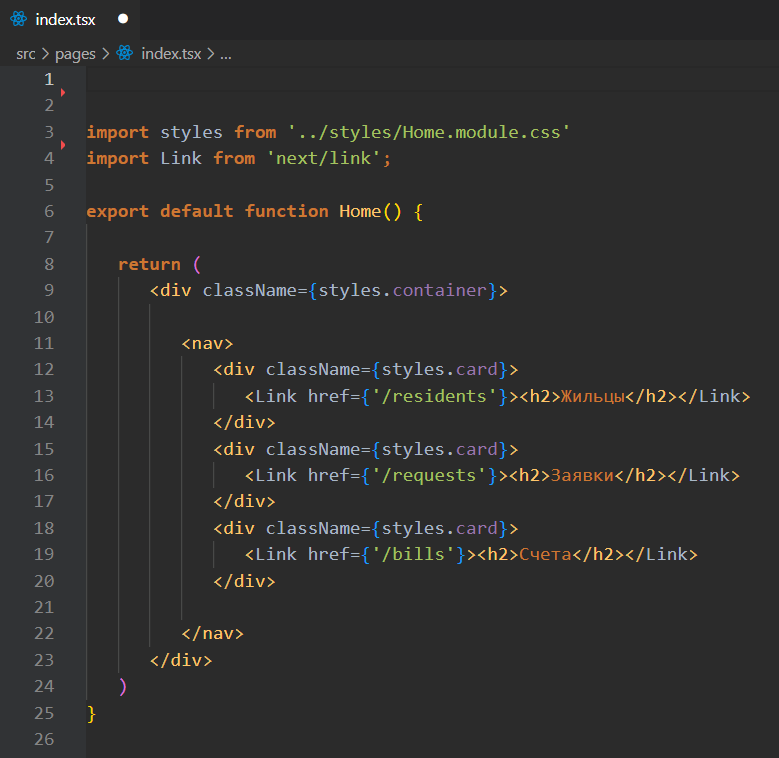 index.tsx
src > pages > index.tsx > ...
1
2
3 import styles from '../styles/Home.module.css'
4 import Link from 'next/link';
5
6 export default function Home() {
7
8    return (
9       <div className={styles.container}>
10
11          <nav>
12             <div className={styles.card}>
13                <Link href={'/residents'}><h2>Жильцы</h2></Link>
14             </div>
15             <div className={styles.card}>
16                <Link href={'/requests'}><h2>Заявки</h2></Link>
17             </div>
18             <div className={styles.card}>
19                <Link href={'/bills'}><h2>Счета</h2></Link>
20             </div>
21
22          </nav>
23       </div>
24    )
25 }
26